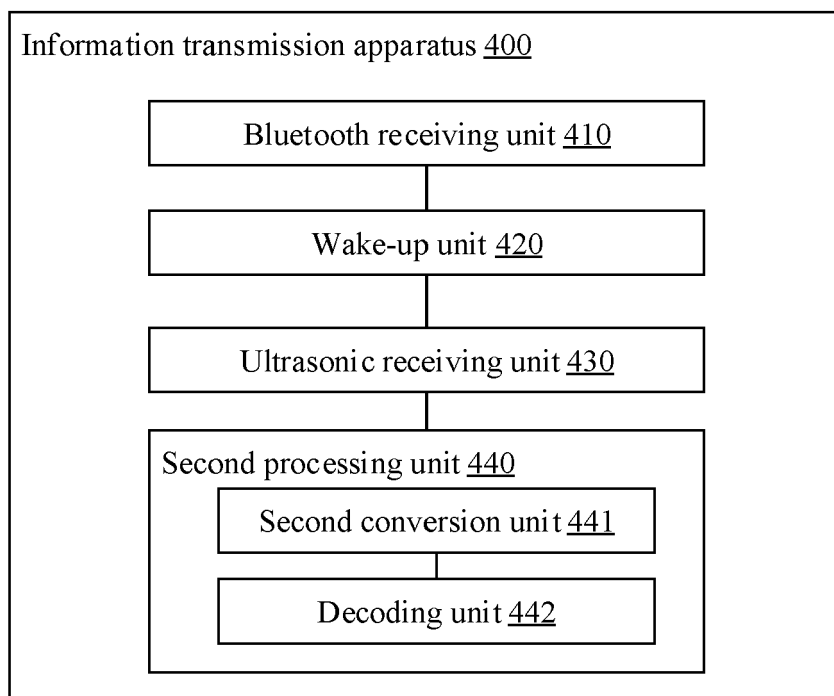 Information transmission apparatus 400
Bluetooth receiving unit 410
Wake-up unit 420
Ultrasonic receiving unit 430
Second processing unit 440
Second conversion unit 441
Decoding unit 442